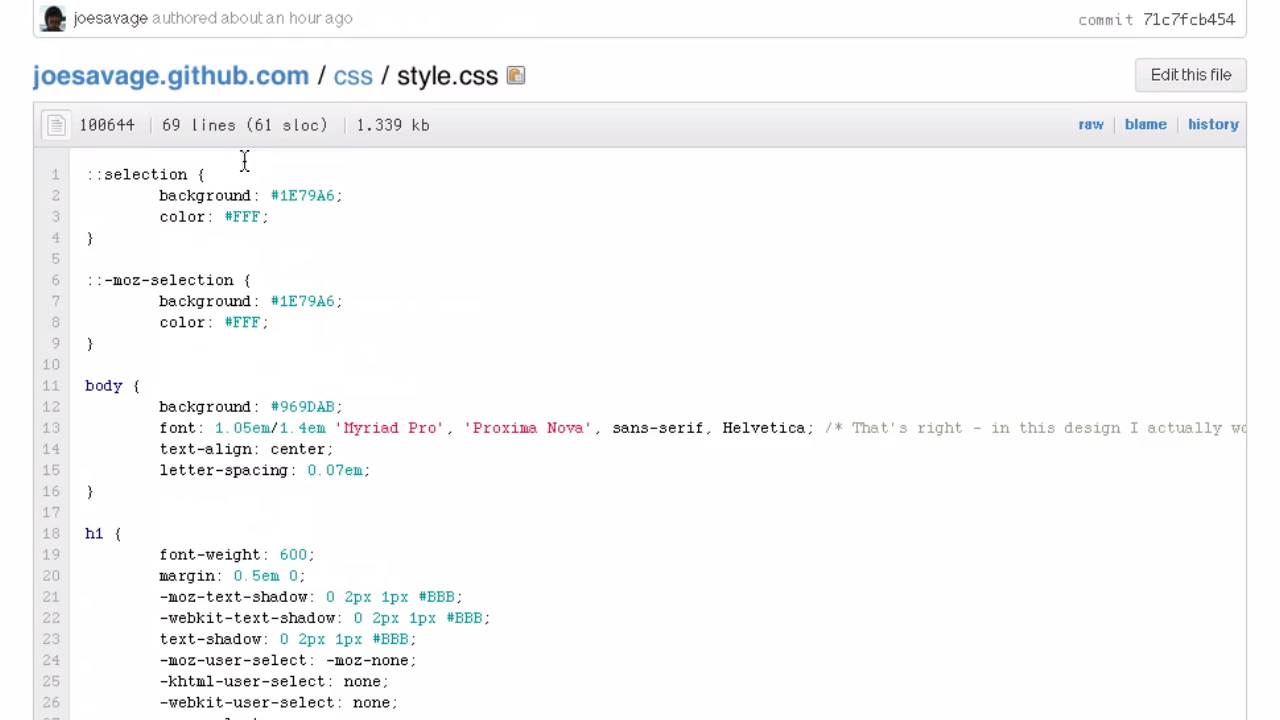 joesavage authored about an hour ago commit 71c7fcb454
joesavage.github.com / css / style.css Edit this file
100644 69 lines (61 sloc) 1.339 kb raw blame history
1 ::selection {
2 background: #1E79A6;
3 color: #FFF;
4 }
5
6 ::-moz-selection {
7 background: #1E79A6;
8 color: #FFF;
9 }
10
11 body {
12 background: #969DAB;
13 font: 1.05em/1.4em 'Myriad Pro', 'Proxima Nova', sans-serif, Helvetica; /* That's right - in this design I actually
14 text-align: center;
15 letter-spacing: 0.07em;
16 }
17
18 h1 {
19 font-weight: 600;
20 margin: 0.5em 0;
21 -moz-text-shadow: 0 2px 1px #BBB;
22 -webkit-text-shadow: 0 2px 1px #BBB;
23 text-shadow: 0 2px 1px #BBB;
24 -moz-user-select: -moz-none;
25 -khtml-user-select: none;
26 -webkit-user-select: none;